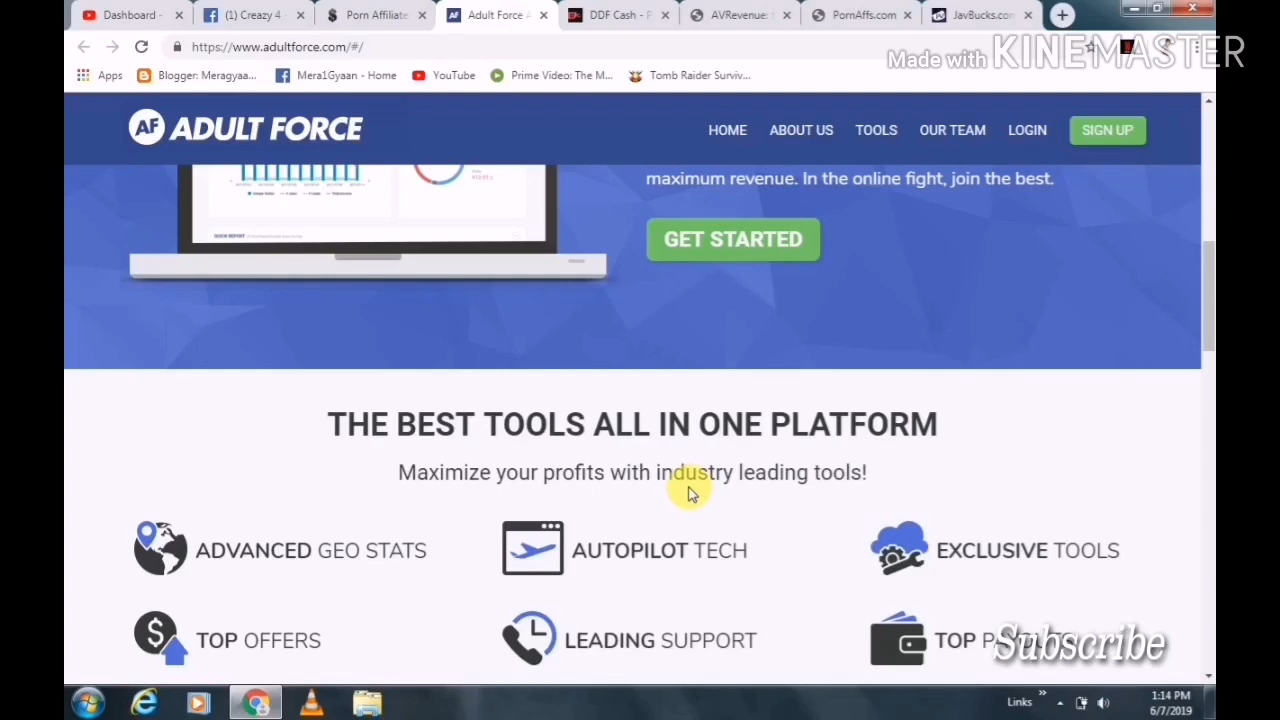 Dashboard -
(1) Creazy 4 -
Porn Affiliate
Adult Force A
DDF Cash - P
AVRevenue:
PornAffs.com
JavBucks.com
https://www.adultforce.com/#/
Made with KINEMASTER
Apps
Blogger: Meragyaa...
Mera1Gyaan - Home
YouTube
Prime Video: The M...
Tomb Raider Surviv...
AF ADULT FORCE
HOME
ABOUT US
TOOLS
OUR TEAM
LOGIN
SIGN UP
maximum revenue. In the online fight, join the best.
QUICK REPORT
GET STARTED
THE BEST TOOLS ALL IN ONE PLATFORM
Maximize your profits with industry leading tools!
ADVANCED GEO STATS
AUTOPILOT TECH
EXCLUSIVE TOOLS
TOP OFFERS
LEADING SUPPORT
TOP
Subscribe
Links
1:14 PM
6/7/2019